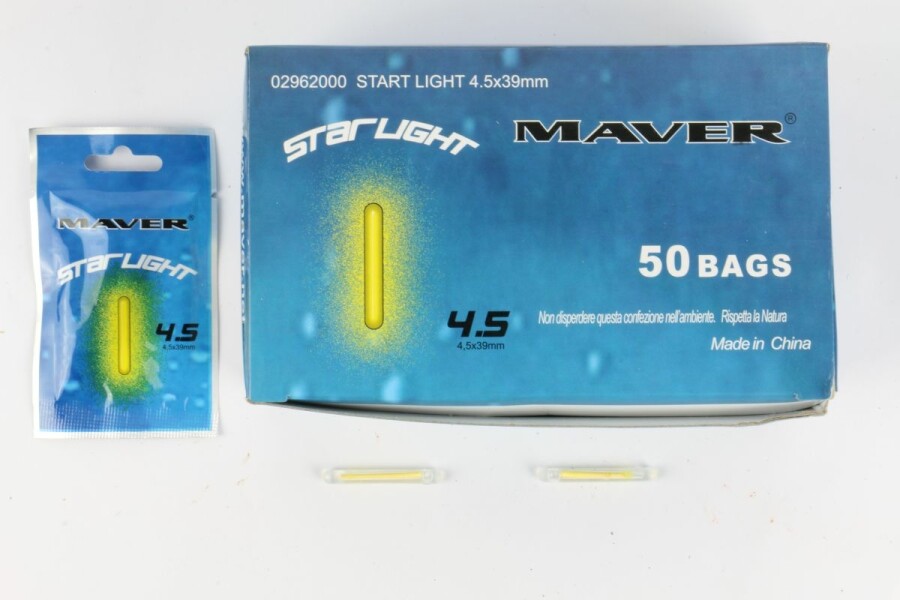 02962000 START LIGHT 4.5x39mm
STARLIGHT
MAVER®
50 BAGS
4.5
4,5x39mm
Non disperdere questa confezione nell'ambiente. Rispetta la Natura
Made in China
MAVER
STARLIGHT
4.5
4,5x39mm